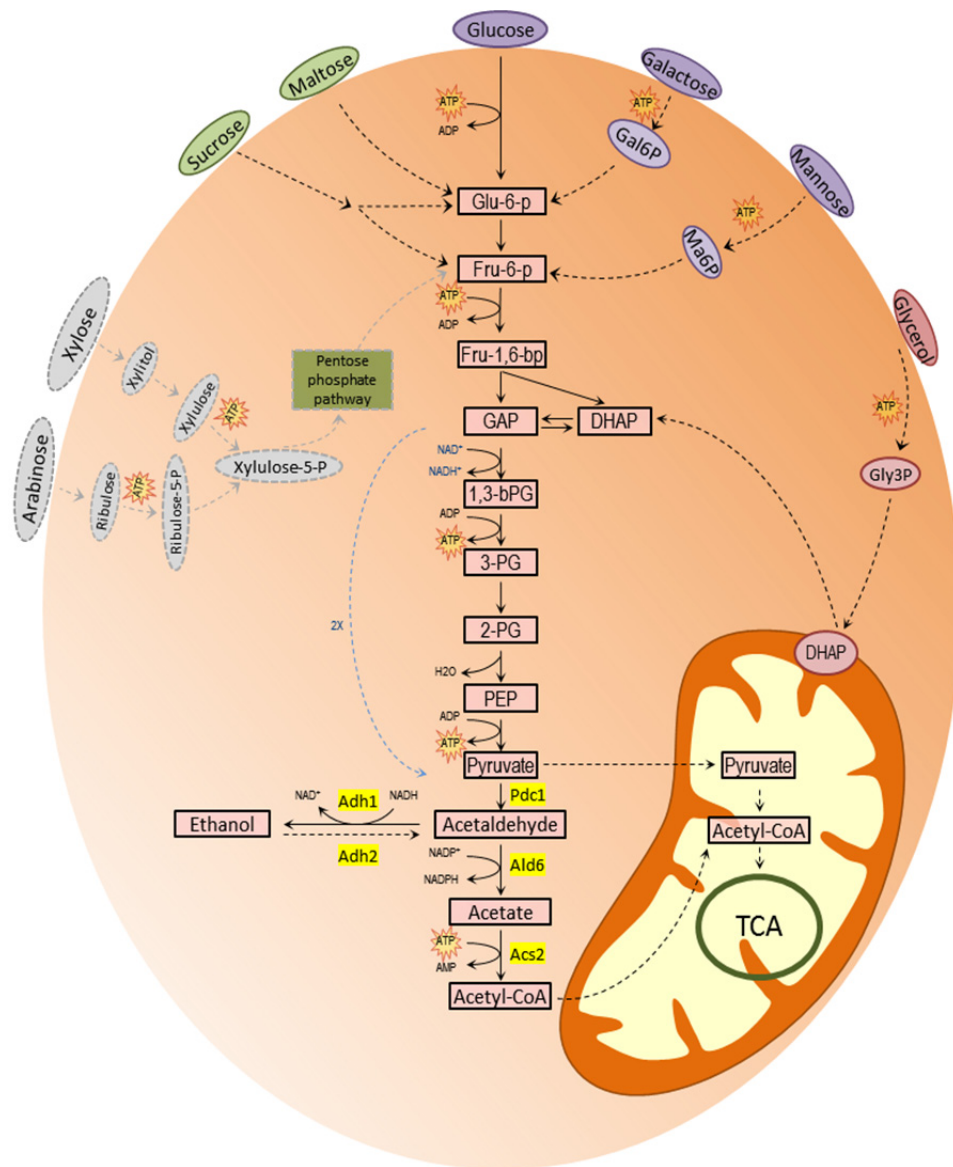 Glucose
Maltose
Galactose
ATP
ATP
ADP
Gal6P
Sucrose
Mannose
Glu-6-p
ATP
Ma6P
Fru-6-p
ATP
ADP
Glycerol
Xylose
Xylitol
Fru-1,6-bp
Pentose
phosphate
pathway
Xylulose
ATP
ATP
GAP
DHAP
Arabinose
NAD⁺
NADH⁺
Xylulose-5-P
Gly3P
Ribulose
ATP
Ribulose-5-P
1,3-bPG
ADP
ATP
3-PG
2X
2-PG
H2O
DHAP
PEP
ADP
ATP
Pyruvate
Pyruvate
Pdc1
NAD⁺
Adh1
NADH
Ethanol
Acetaldehyde
Acetyl-CoA
Adh2
NADP⁺
NADPH
Ald6
Acetate
TCA
ATP
AMP
Acs2
Acetyl-CoA